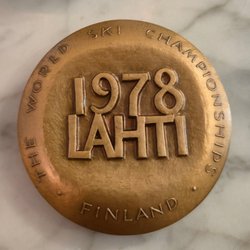 THE WORLD SKI CHAMPIONSHIPS
1978
LAHTI
FINLAND